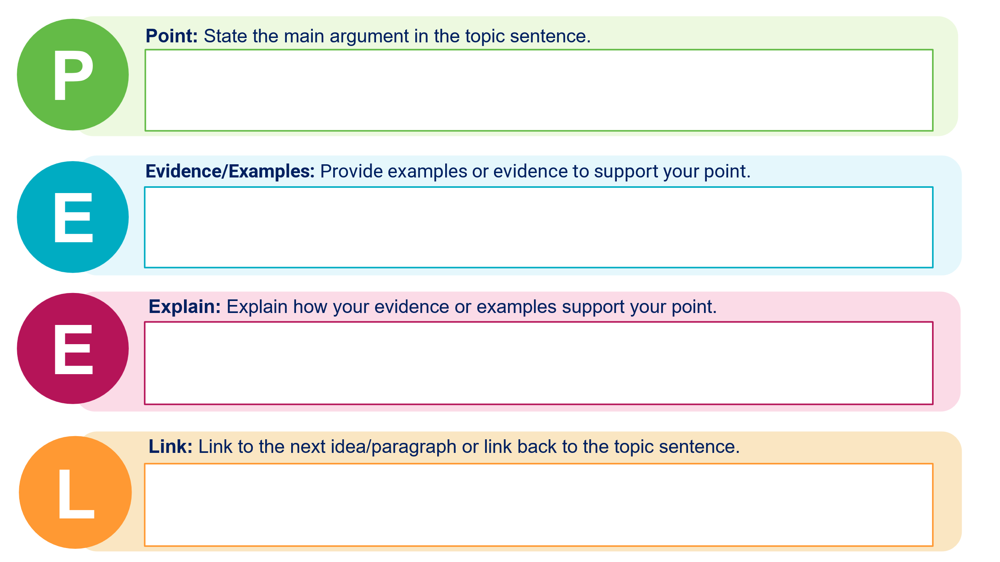 P
Point: State the main argument in the topic sentence.
E
Evidence/Examples: Provide examples or evidence to support your point.
E
Explain: Explain how your evidence or examples support your point.
L
Link: Link to the next idea/paragraph or link back to the topic sentence.